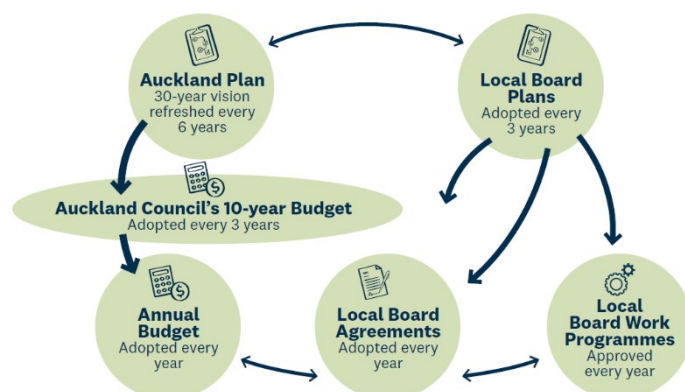 Auckland Plan
30-year vision
refreshed every
6 years
Local Board
Plans
Adopted every
3 years
$
Auckland Council's 10-year Budget
Adopted every 3 years
$
Annual
Budget
Adopted every
year
Local Board
Agreements
Adopted every
year
Local
Board Work
Programmes
Approved
every year